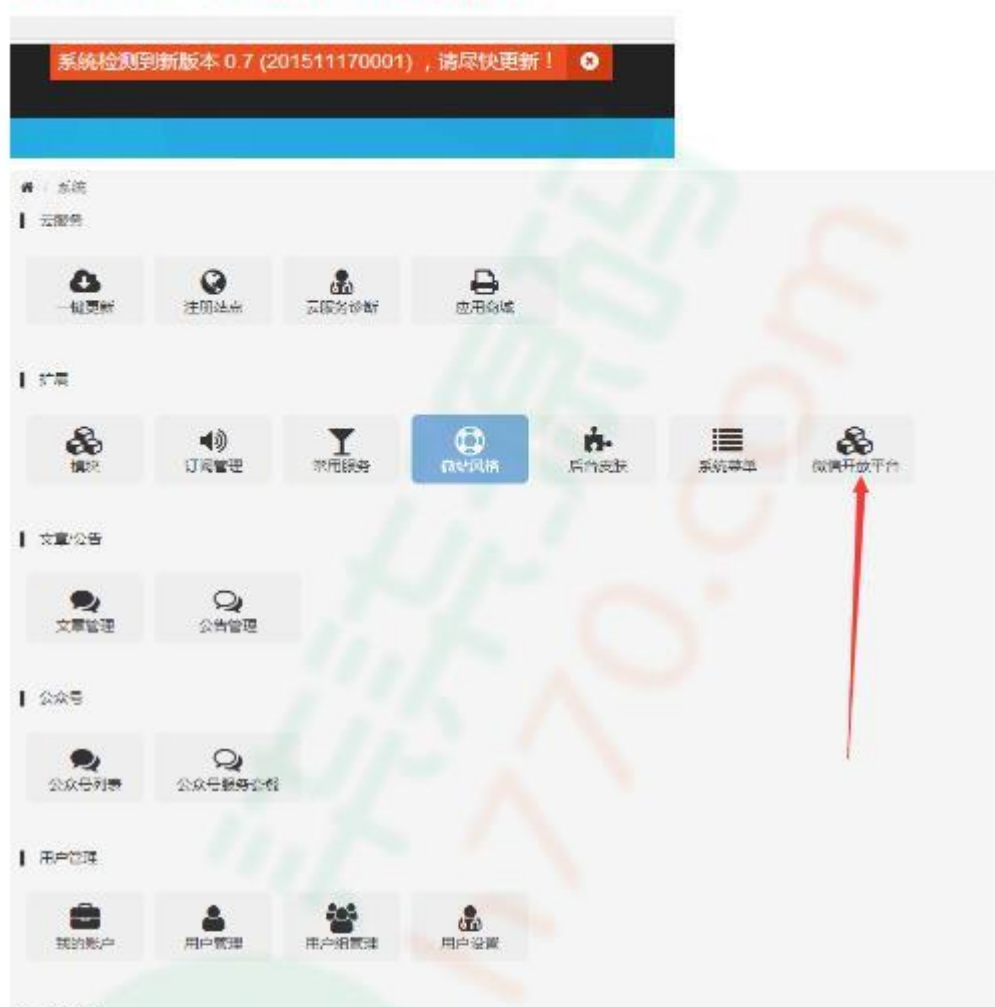 系统检测到新版本 0.7 (201511170001) ，请尽快更新！
系统
云服务
一键更新 注册站点 云服务诊断 应用商城
扩展
模块 订阅管理 常用服务 微站风格 后台皮肤 系统菜单 微信开放平台
文章/公告
文章管理 公告管理
公众号
公众号列表 公众号服务套餐
用户管理
我的账户 用户管理 用户组管理 用户设置